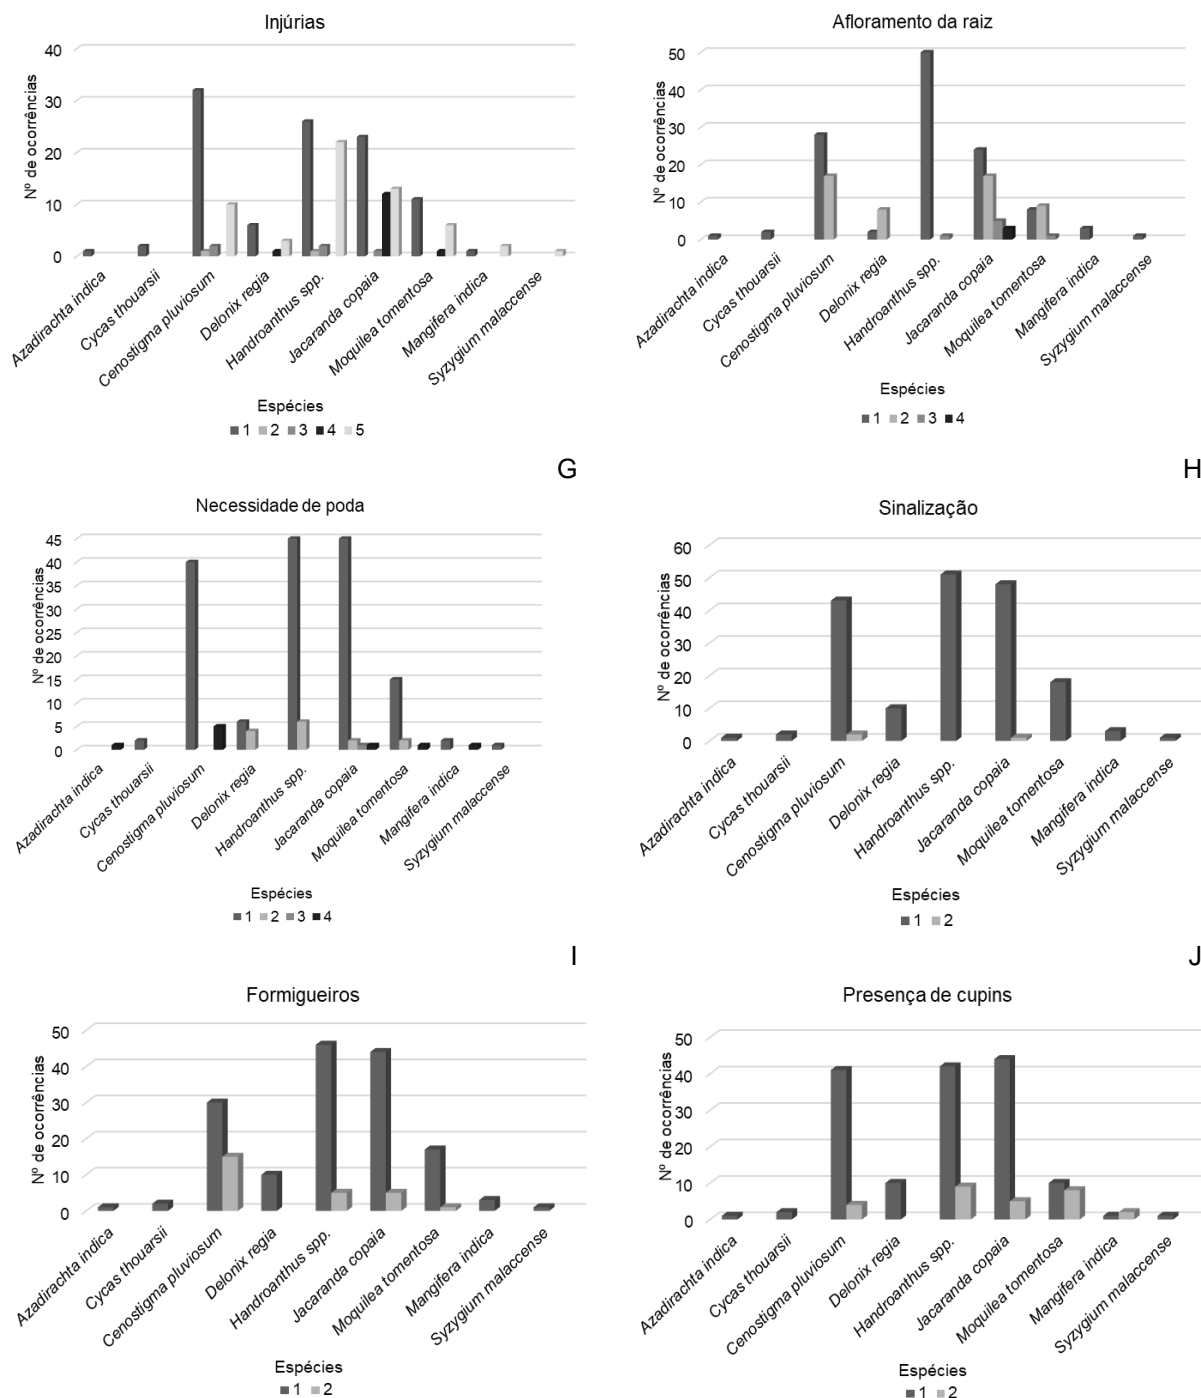 Injúrias
Nº de ocorrências
40
30
20
10
0
Azadirachta indica
Cycas thouarsii
Cenostigma pluviosum
Delonix regia
Handroanthus spp.
Jacaranda copaia
Moquilea tomentosa
Mangifera indica
Syzygium malaccense
Espécies
1 2 3 4 5
Afloramento da raiz
Nº de ocorrências
50
40
30
20
10
0
Azadirachta indica
Cycas thouarsii
Cenostigma pluviosum
Delonix regia
Handroanthus spp.
Jacaranda copaia
Moquilea tomentosa
Mangifera indica
Syzygium malaccense
Espécies
1 2 3 4
G
H
Necessidade de poda
Nº de ocorrências
45
40
35
30
25
20
15
10
5
0
Azadirachta indica
Cycas thouarsii
Cenostigma pluviosum
Delonix regia
Handroanthus spp.
Jacaranda copaia
Moquilea tomentosa
Mangifera indica
Syzygium malaccense
Espécies
1 2 3 4
Sinalização
Nº de ocorrências
60
50
40
30
20
10
0
Azadirachta indica
Cycas thouarsii
Cenostigma pluviosum
Delonix regia
Handroanthus spp.
Jacaranda copaia
Moquilea tomentosa
Mangifera indica
Syzygium malaccense
Espécies
1 2
I
J
Formigueiros
Nº de ocorrências
50
40
30
20
10
0
Azadirachta indica
Cycas thouarsii
Cenostigma pluviosum
Delonix regia
Handroanthus spp.
Jacaranda copaia
Moquilea tomentosa
Mangifera indica
Syzygium malaccense
Espécies
1 2
Presença de cupins
Nº de ocorrências
50
40
30
20
10
0
Azadirachta indica
Cycas thouarsii
Cenostigma pluviosum
Delonix regia
Handroanthus spp.
Jacaranda copaia
Moquilea tomentosa
Mangifera indica
Syzygium malaccense
Espécies
1 2